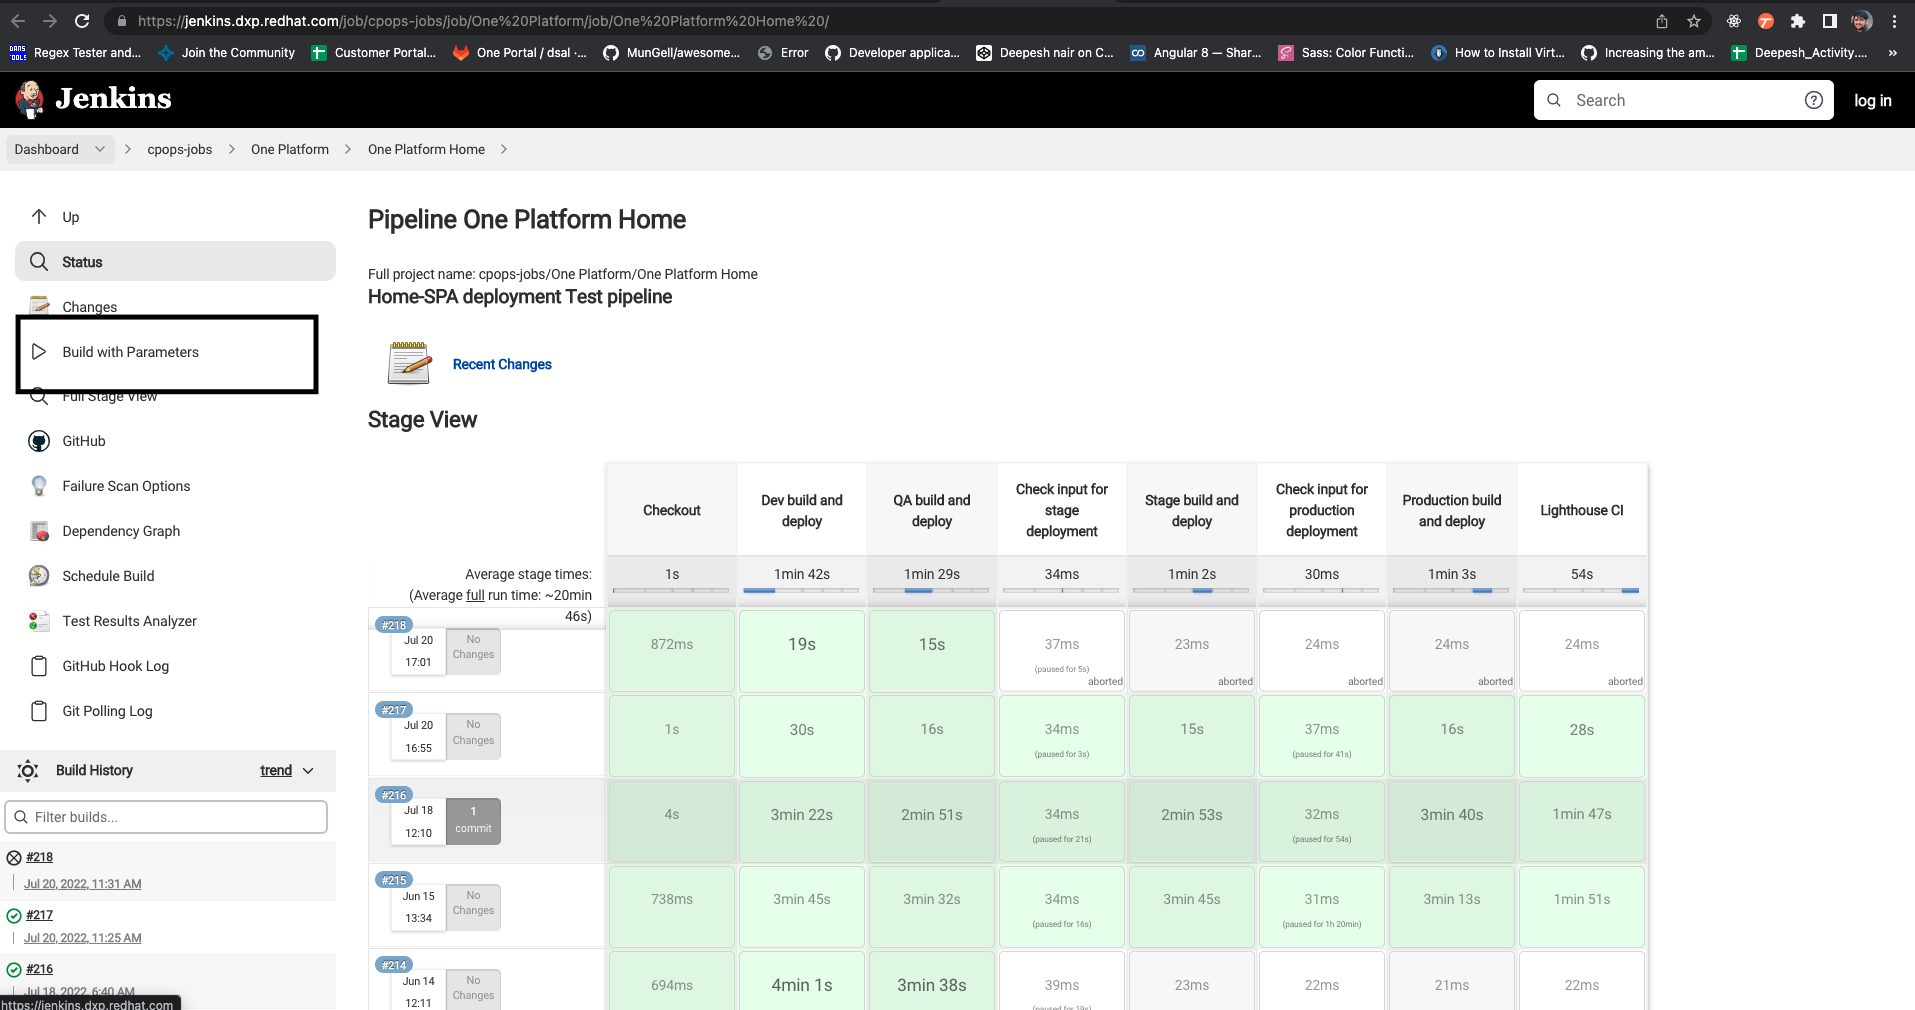 https://jenkins.dxp.redhat.com/job/cpops-jobs/job/One%20Platform/job/One%20Platform%20Home%20/
DANS TOOLS Regex Tester and... Join the Community Customer Portal... One Portal / dsal ·... MunGell/awesome... Error Developer applica... Deepesh nair on C... Angular 8 — Shar... Sass: Color Functi... How to Install Virt... Increasing the am... Deepesh_Activity.... »
Jenkins
Search
log in
Dashboard cpops-jobs One Platform One Platform Home
Up
Status
Changes
Build with Parameters
Full Stage View
GitHub
Failure Scan Options
Dependency Graph
Schedule Build
Test Results Analyzer
GitHub Hook Log
Git Polling Log
Build History trend
Filter builds...
#218
Jul 20, 2022, 11:31 AM
#217
Jul 20, 2022, 11:25 AM
#216
Jul 18, 2022, 6:40 AM
https://jenkins.dxp.redhat.com
Pipeline One Platform Home
Full project name: cpops-jobs/One Platform/One Platform Home
Home-SPA deployment Test pipeline
Recent Changes
Stage View
Checkout
Dev build and
deploy
QA build and
deploy
Check input for
stage
deployment
Stage build and
deploy
Check input for
production
deployment
Production build
and deploy
Lighthouse CI
Average stage times:
(Average full run time: ~20min
46s)
1s 1min 42s 1min 29s 34ms 1min 2s 30ms 1min 3s 54s
#218
Jul 20
17:01
No
Changes
872ms 19s 15s 37ms 23ms 24ms 24ms 24ms
(paused for 5s)
aborted aborted aborted aborted aborted
#217
Jul 20
16:55
No
Changes
1s 30s 16s 34ms 15s 37ms 16s 28s
(paused for 3s) (paused for 41s)
#216
Jul 18
12:10
1
commit
4s 3min 22s 2min 51s 34ms 2min 53s 32ms 3min 40s 1min 47s
(paused for 21s) (paused for 54s)
#215
Jun 15
13:34
No
Changes
738ms 3min 45s 3min 32s 34ms 3min 45s 31ms 3min 13s 1min 51s
(paused for 16s) (paused for 1h 20min)
#214
Jun 14
12:11
No
Changes
694ms 4min 1s 3min 38s 39ms 23ms 22ms 21ms 22ms
(paused for 19s)